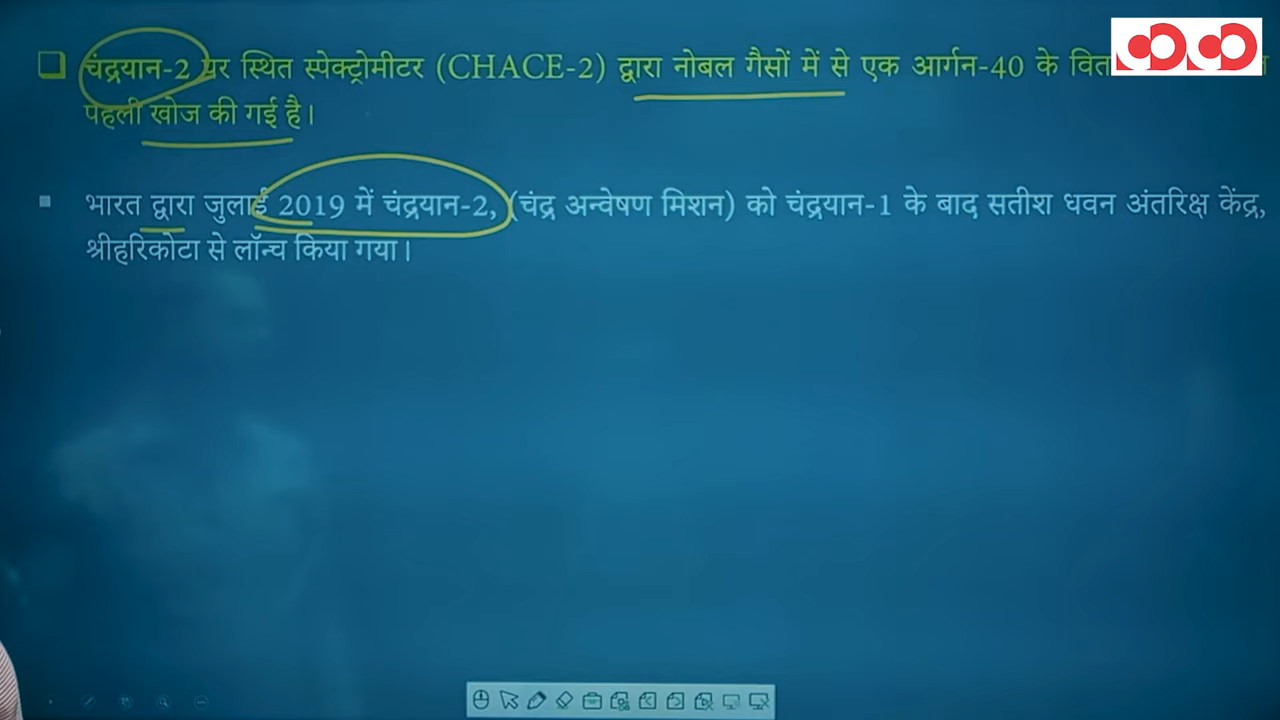 चंद्रयान-2 पर स्थित स्पेक्ट्रोमीटर (CHACE-2) द्वारा नोबल गैसों में से एक आर्गन-40 के
पहली खोज की गई है।
भारत द्वारा जुलाई 2019 में चंद्रयान-2, (चंद्र अन्वेषण मिशन) को चंद्रयान-1 के बाद सतीश धवन अंतरिक्ष केंद्र,
श्रीहरिकोटा से लॉन्च किया गया।